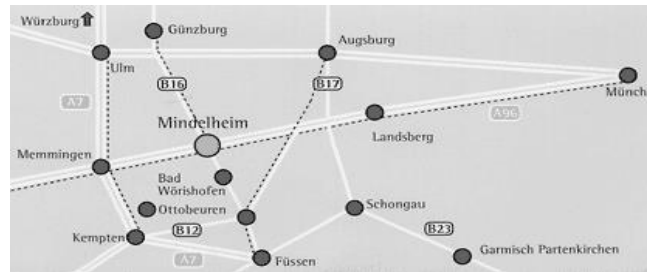 Würzburg
Günzburg
Augsburg
Ulm
B16
B17
Münch
A7
Mindelheim
Landsberg
A96
Memmingen
Bad
Wörishofen
Ottobeuren
Schongau
B12
B23
Kempten
A7
Füssen
Garmisch Partenkirchen